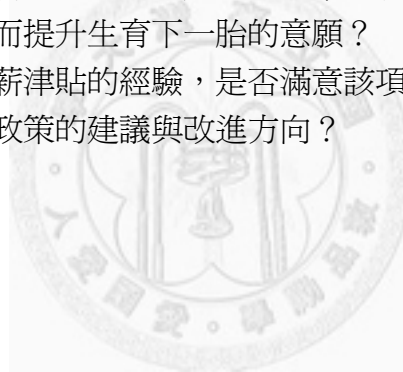 而提升生育下一胎的意願？
薪津貼的經驗，是否滿意該項
政策的建議與改進方向？